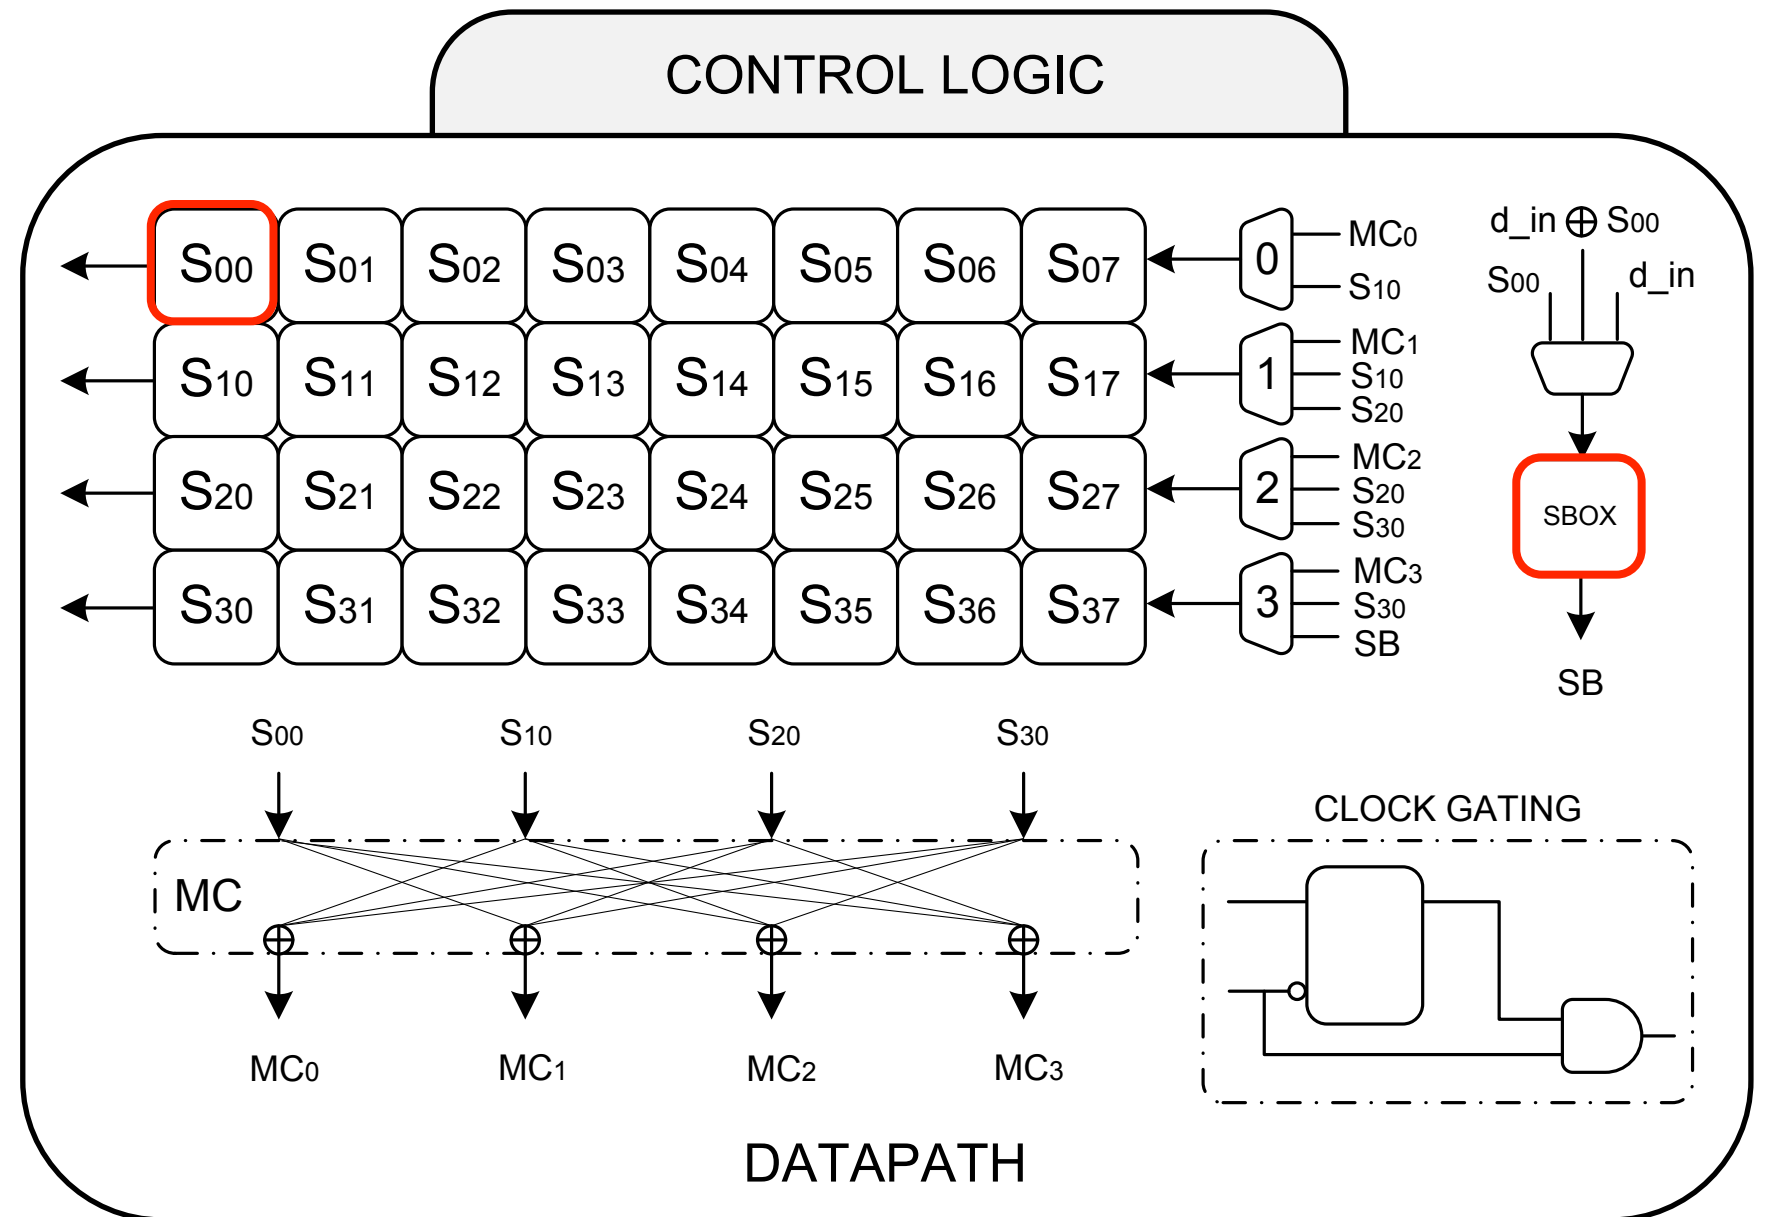 CONTROL LOGIC
S00 S01 S02 S03 S04 S05 S06 S07
0
MC0
S10
d_in ⊕ S00
S00
d_in
S10 S11 S12 S13 S14 S15 S16 S17
1
MC1
S10
S20
S20 S21 S22 S23 S24 S25 S26 S27
2
MC2
S20
S30
SBOX
S30 S31 S32 S33 S34 S35 S36 S37
3
MC3
S30
SB
SB
S00 S10 S20 S30
MC
MC0 MC1 MC2 MC3
CLOCK GATING
DATAPATH